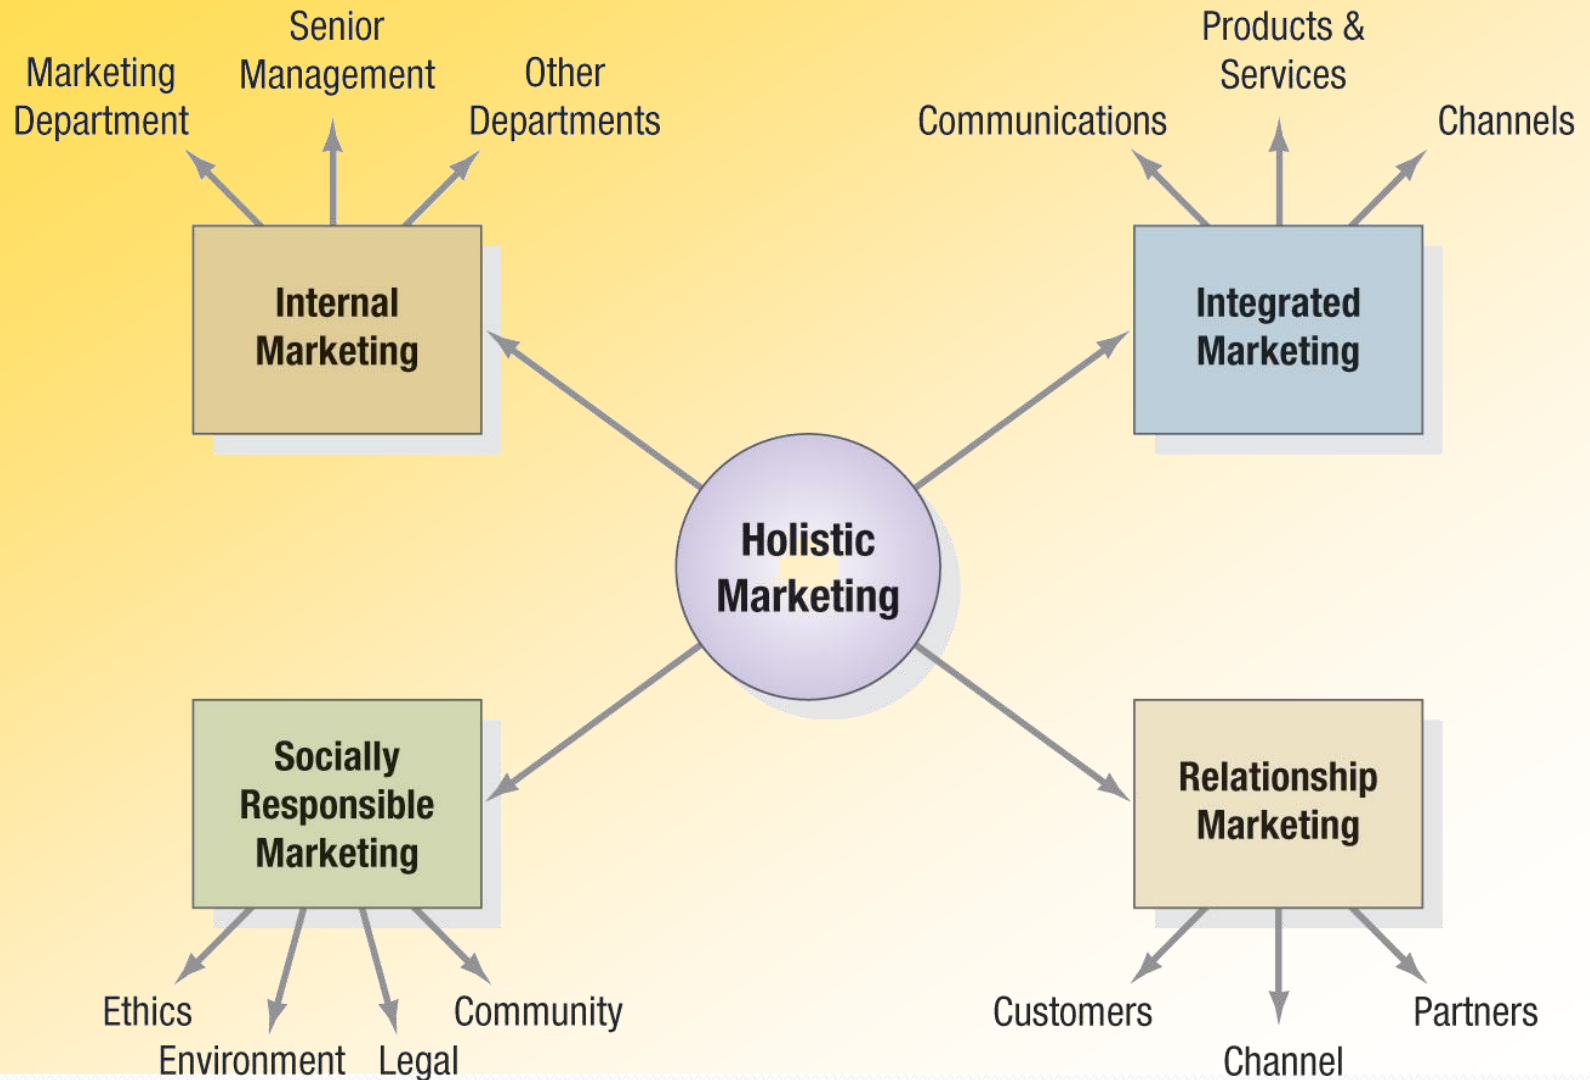 Senior
Management
Marketing
Department
Other
Departments
Products &
Services
Communications
Channels
Internal
Marketing
Integrated
Marketing
Holistic
Marketing
Socially
Responsible
Marketing
Relationship
Marketing
Ethics
Environment
Legal
Community
Customers
Channel
Partners